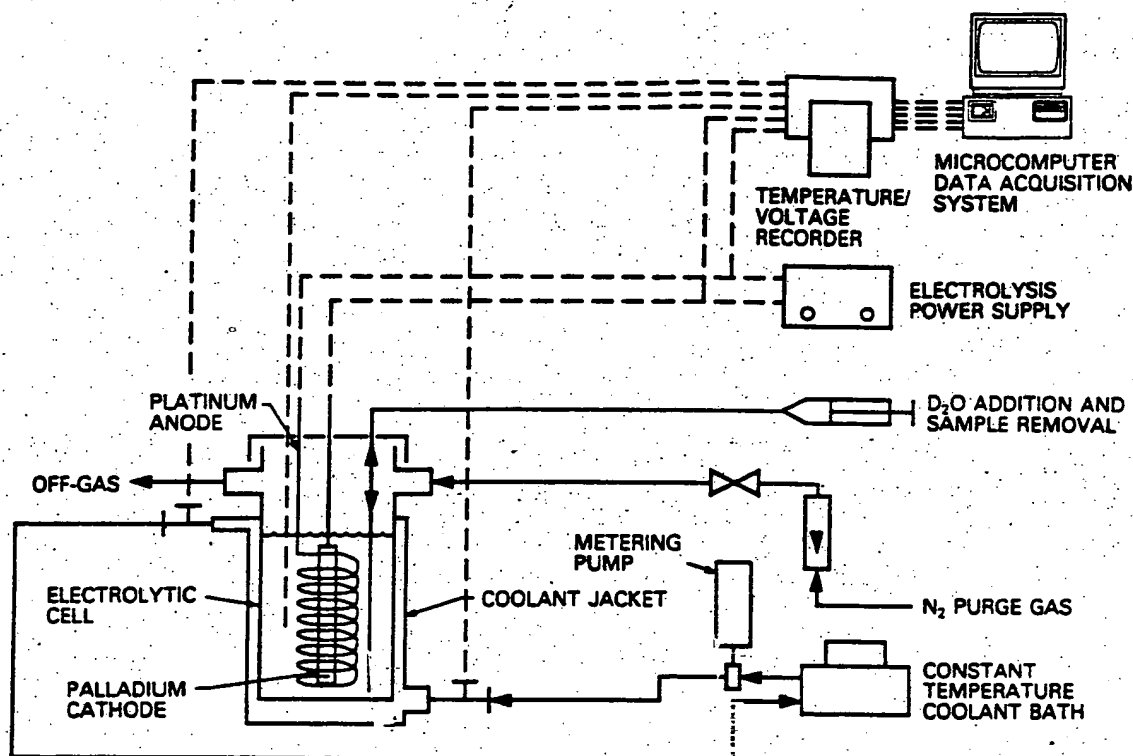 MICROCOMPUTER
DATA ACQUISITION
SYSTEM
TEMPERATURE/
VOLTAGE
RECORDER
ELECTROLYSIS
POWER SUPPLY
PLATINUM
ANODE
D₂O ADDITION AND
SAMPLE REMOVAL
OFF-GAS
METERING
PUMP
ELECTROLYTIC
CELL
COOLANT JACKET
N₂ PURGE GAS
PALLADIUM
CATHODE
CONSTANT
TEMPERATURE
COOLANT BATH